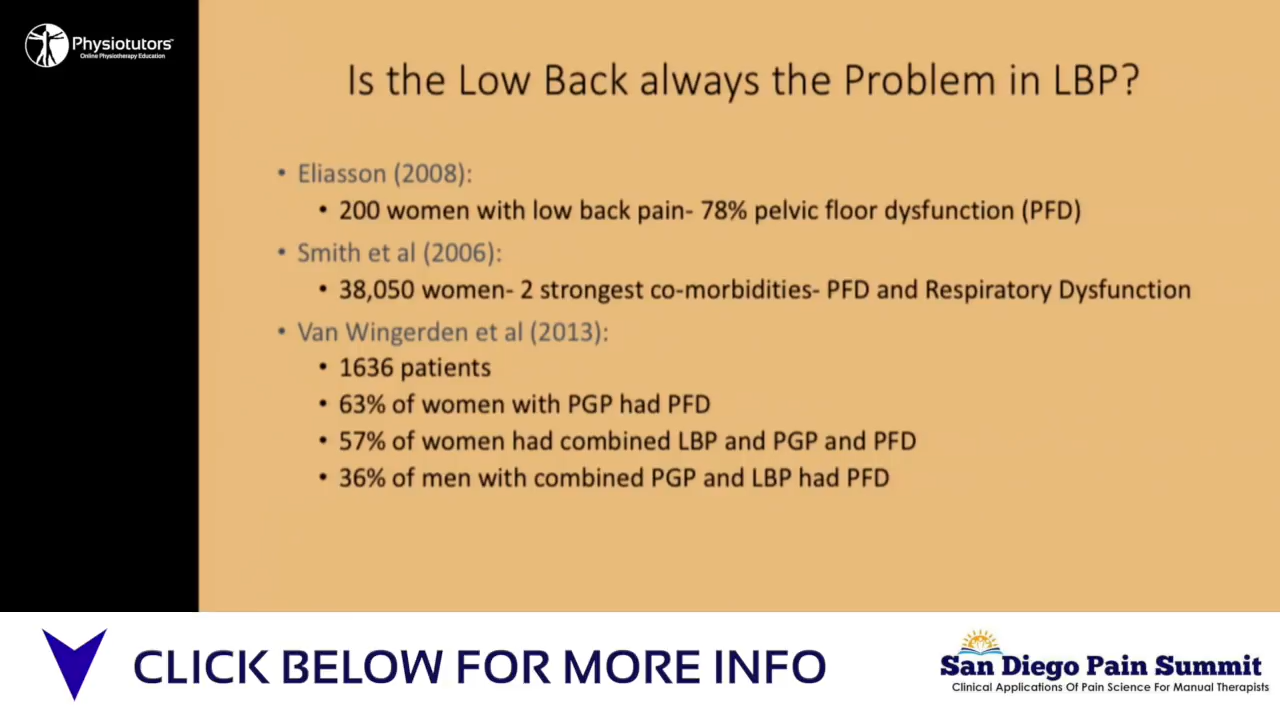 Physiotutors™
Online Physiotherapy Education
Is the Low Back always the Problem in LBP?
• Eliasson (2008):
• 200 women with low back pain- 78% pelvic floor dysfunction (PFD)
• Smith et al (2006):
• 38,050 women- 2 strongest co-morbidities- PFD and Respiratory Dysfunction
• Van Wingerden et al (2013):
• 1636 patients
• 63% of women with PGP had PFD
• 57% of women had combined LBP and PGP and PFD
• 36% of men with combined PGP and LBP had PFD
CLICK BELOW FOR MORE INFO
San Diego Pain Summit
Clinical Applications Of Pain Science For Manual Therapists